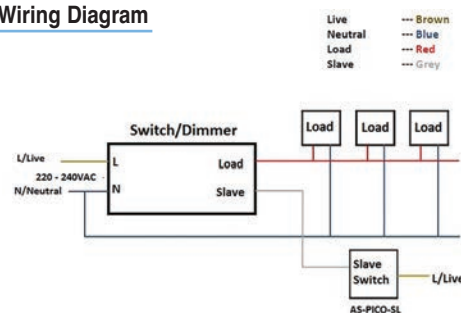 Wiring Diagram
Live --- Brown
Neutral --- Blue
Load --- Red
Slave --- Grey
Switch/Dimmer
Load Load Load
L/Live
L
Load
220 - 240VAC
N/Neutral
N
Slave
Slave
Switch
L/Live
AS-PICO-SL